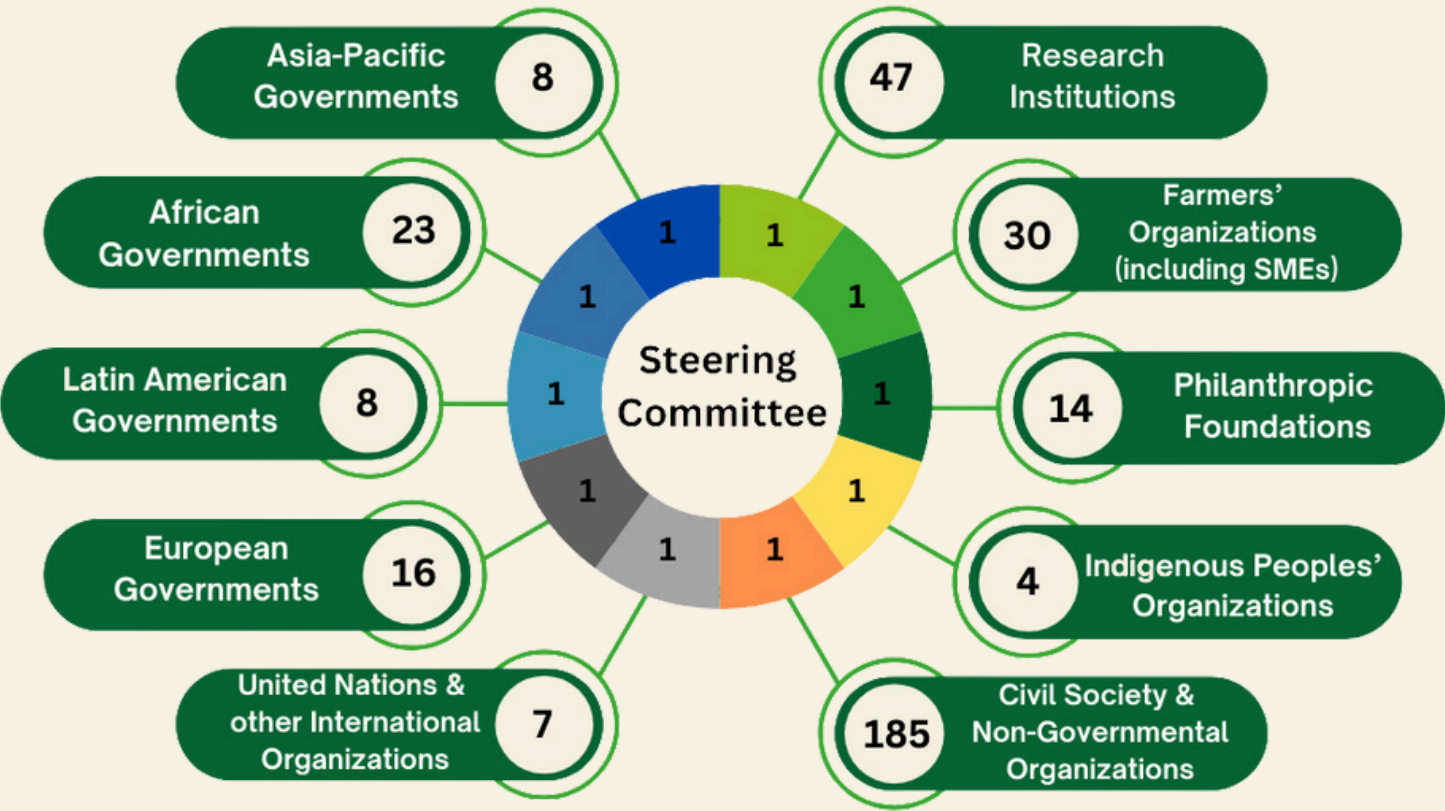 Asia-Pacific
Governments
8
47
Research
Institutions
African
Governments
23
30
Farmers’
Organizations
(including SMEs)
Latin American
Governments
8
14
Philanthropic
Foundations
European
Governments
16
4
Indigenous Peoples’
Organizations
United Nations &
other International
Organizations
7
185
Civil Society &
Non-Governmental
Organizations
1
1
1
1
1
1
1
1
1
1
Steering
Committee